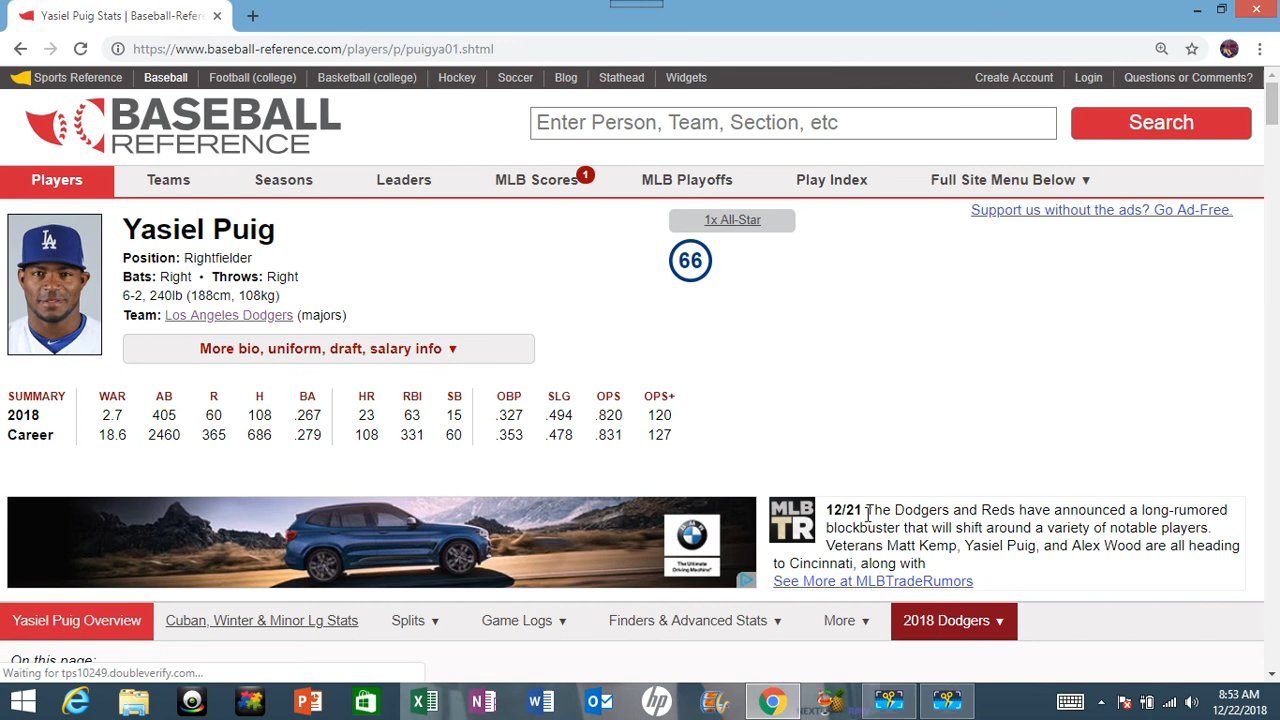 Yasiel Puig Stats | Baseball-Refere
https://www.baseball-reference.com/players/p/puigya01.shtml
Sports Reference Baseball Football (college) Basketball (college) Hockey Soccer Blog Stathead Widgets Create Account Login Questions or Comments?
BASEBALL REFERENCE
Enter Person, Team, Section, etc
Search
Players Teams Seasons Leaders MLB Scores 1 MLB Playoffs Play Index Full Site Menu Below ▼
Support us without the ads? Go Ad-Free.
LA
Yasiel Puig
1x All-Star
66
Position: Rightfielder
Bats: Right • Throws: Right
6-2, 240lb (188cm, 108kg)
Team: Los Angeles Dodgers (majors)
More bio, uniform, draft, salary info ▼
SUMMARY WAR AB R H BA HR RBI SB OBP SLG OPS OPS+
2018 2.7 405 60 108 .267 23 63 15 .327 .494 .820 120
Career 18.6 2460 365 686 .279 108 331 60 .353 .478 .831 127
BMW
The Ultimate
Driving Machine
MLB
TR
12/21 The Dodgers and Reds have announced a long-rumored
blockbuster that will shift around a variety of notable players.
Veterans Matt Kemp, Yasiel Puig, and Alex Wood are all heading
to Cincinnati, along with
See More at MLBTradeRumors
Yasiel Puig Overview Cuban, Winter & Minor Lg Stats Splits ▼ Game Logs ▼ Finders & Advanced Stats ▼ More ▼ 2018 Dodgers ▼
On this page:
Waiting for tps10249.doubleverify.com...
8:53 AM
12/22/2018